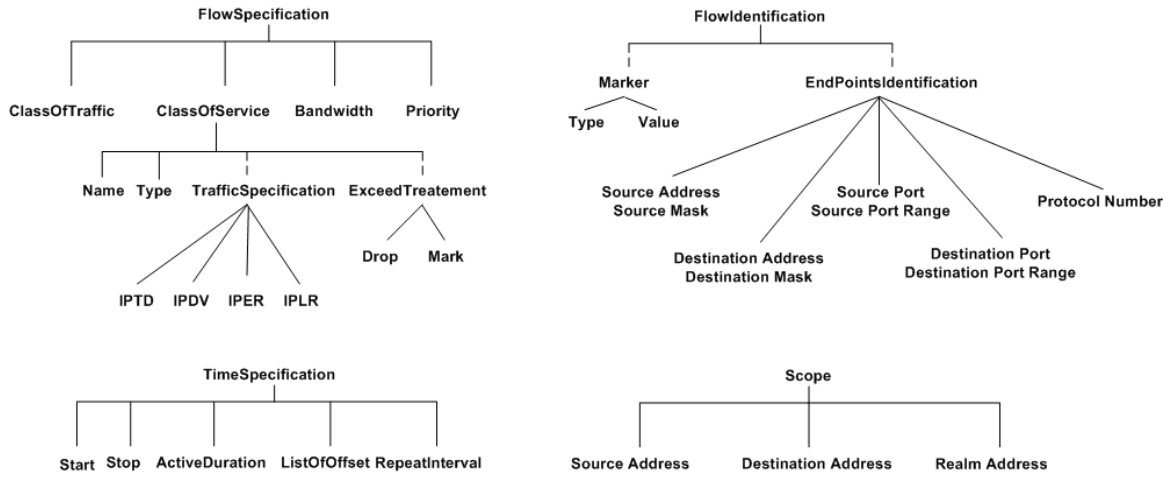 FlowSpecification
ClassOfTraffic
ClassOfService
Bandwidth
Priority
Name
Type
TrafficSpecification
ExceedTreatement
Drop
Mark
IPTD
IPDV
IPER
IPLR
FlowIdentification
Marker
EndPointsIdentification
Type
Value
Source Address
Source Mask
Source Port
Source Port Range
Protocol Number
Destination Address
Destination Mask
Destination Port
Destination Port Range
TimeSpecification
Start
Stop
ActiveDuration
ListOfOffset
RepeatInterval
Scope
Source Address
Destination Address
Realm Address